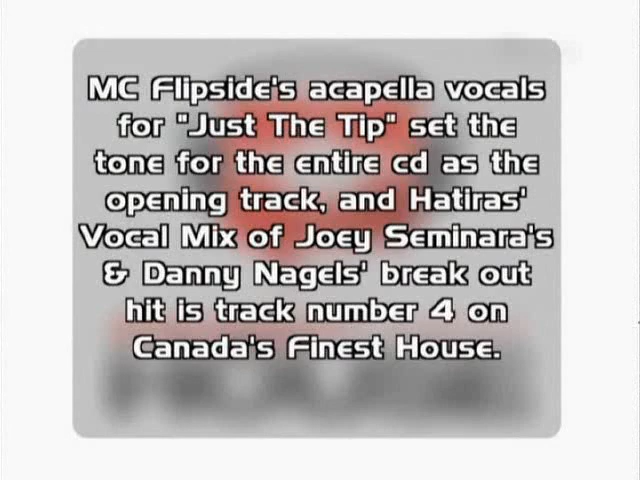 MC Flipside's acapella vocals
for "Just The Tip" set the
tone for the entire cd as the
opening track, and Hatiras'
Vocal Mix of Joey Seminara's
& Danny Nagels' break out
hit is track number 4 on
Canada's Finest House.